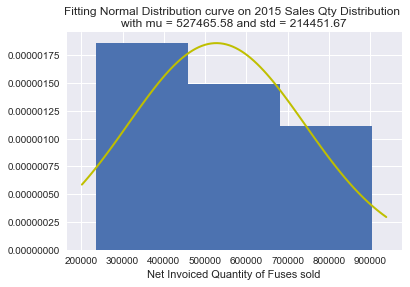 Fitting Normal Distribution curve on 2015 Sales Qty Distribution
with mu = 527465.58 and std = 214451.67
0.00000175
0.00000150
0.00000125
0.00000100
0.00000075
0.00000050
0.00000025
0.00000000
200000 300000 400000 500000 600000 700000 800000 900000
Net Invoiced Quantity of Fuses sold